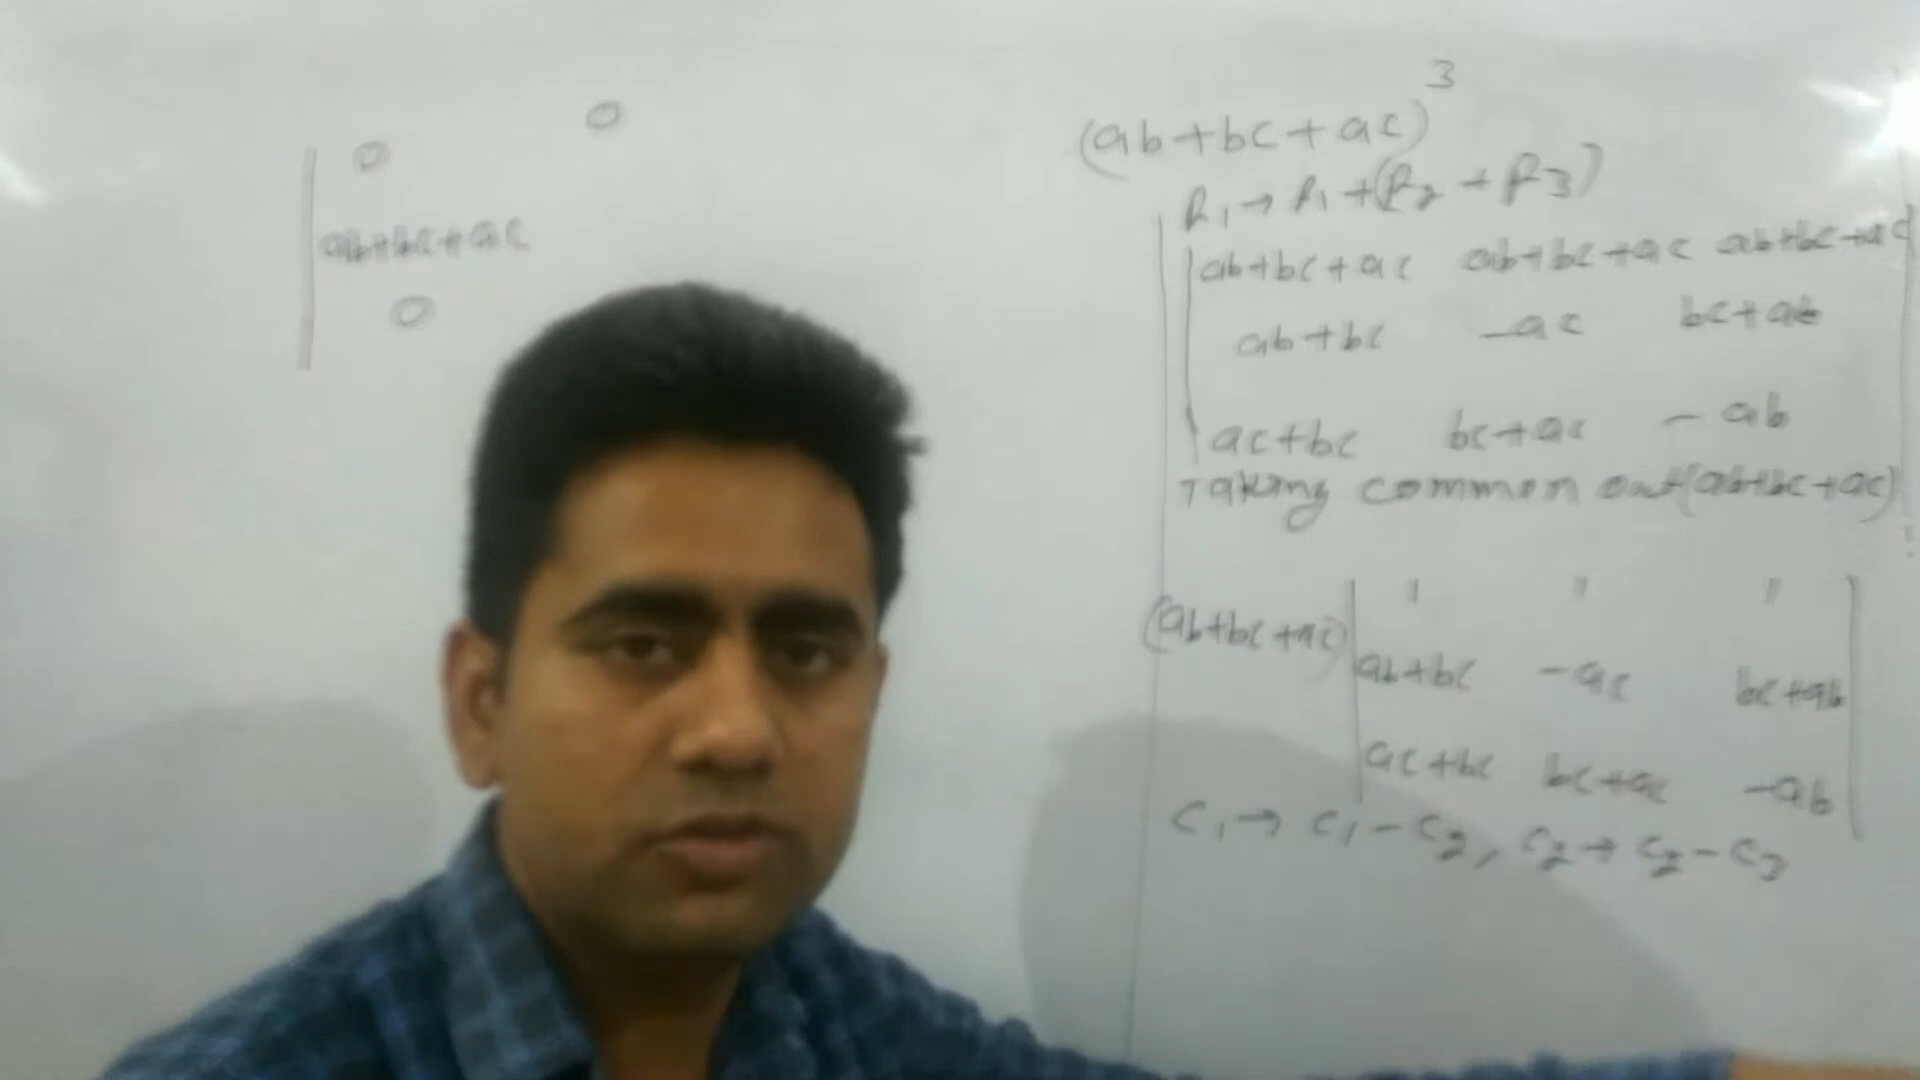 0 0
ab+bc+ac
0
(ab+bc+ac)³
R₁→R₁+(R₂+R₃)
ab+bc+ac ab+bc+ac ab+bc+ac
ab+bc -ac bc+ab
ac+bc bc+ac -ab
Taking common out(ab+bc+ac)
1 1 1
(ab+bc+ac) ab+bc -ac bc+ab
ac+bc bc+ac -ab
C₁→C₁-C₂, C₂→C₂-C₃